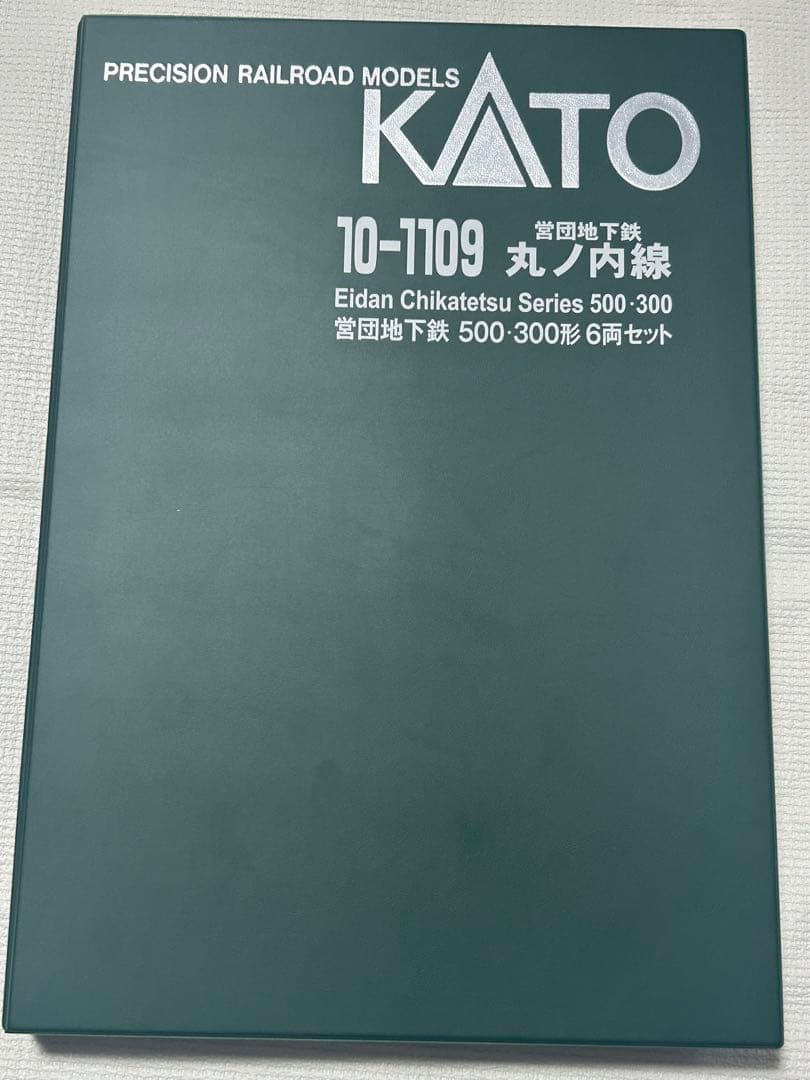 PRECISION RAILROAD MODELS
KATO
10-1109
営団地下鉄
丸ノ内線
Eidan Chikatetsu Series 500·300
営団地下鉄 500·300形 6両セット